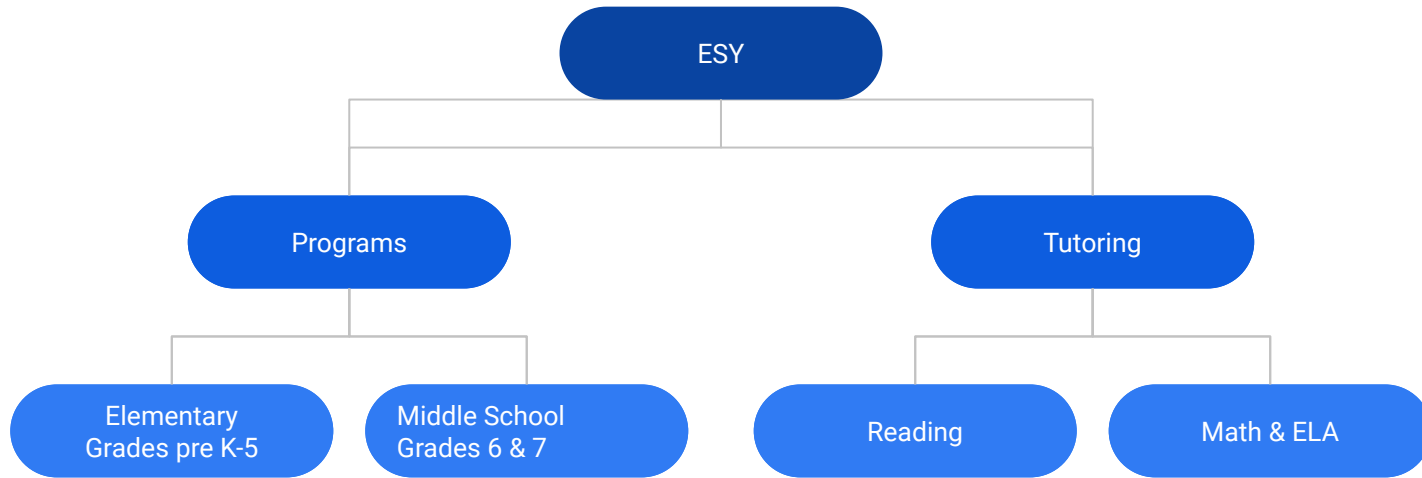 ESY
Programs
Tutoring
Elementary
Grades pre K-5
Middle School
Grades 6 & 7
Reading
Math & ELA